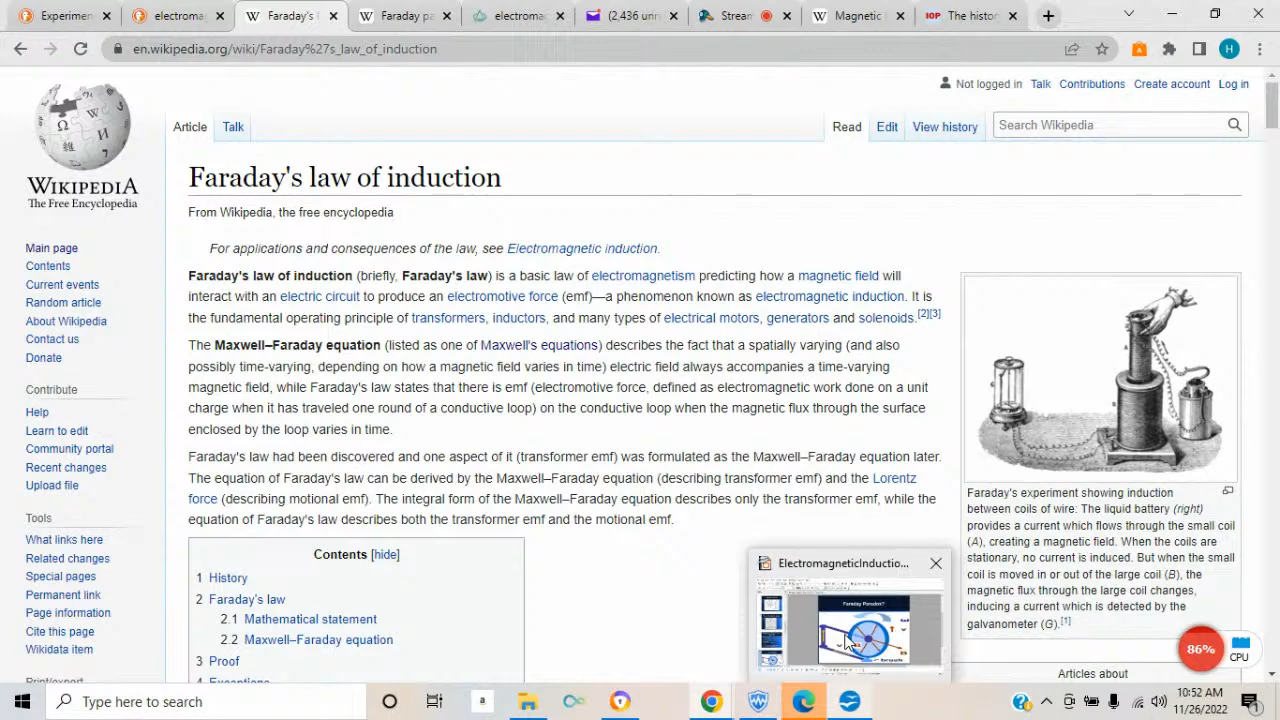 Experimen
electroma
Faraday's l
Faraday pa
electroma
(2,436 unr
Stream
Magnetic
IOP
The histor
en.wikipedia.org/wiki/Faraday%27s_law_of_induction
H
Not logged in Talk Contributions Create account Log in
Article Talk Read Edit View history Search Wikipedia
WIKIPEDIA
The Free Encyclopedia
Main page
Contents
Current events
Random article
About Wikipedia
Contact us
Donate
Contribute
Help
Learn to edit
Community portal
Recent changes
Upload file
Tools
What links here
Related changes
Special pages
Permanent link
Page information
Cite this page
Wikidata item
Print/export
Faraday's law of induction
From Wikipedia, the free encyclopedia
For applications and consequences of the law, see Electromagnetic induction.
Faraday's law of induction (briefly, Faraday's law) is a basic law of electromagnetism predicting how a magnetic field will
interact with an electric circuit to produce an electromotive force (emf)—a phenomenon known as electromagnetic induction. It is
the fundamental operating principle of transformers, inductors, and many types of electrical motors, generators and solenoids.[2][3]
The Maxwell–Faraday equation (listed as one of Maxwell's equations) describes the fact that a spatially varying (and also
possibly time-varying, depending on how a magnetic field varies in time) electric field always accompanies a time-varying
magnetic field, while Faraday's law states that there is emf (electromotive force, defined as electromagnetic work done on a unit
charge when it has traveled one round of a conductive loop) on the conductive loop when the magnetic flux through the surface
enclosed by the loop varies in time.
Faraday's law had been discovered and one aspect of it (transformer emf) was formulated as the Maxwell–Faraday equation later.
The equation of Faraday's law can be derived by the Maxwell–Faraday equation (describing transformer emf) and the Lorentz
force (describing motional emf). The integral form of the Maxwell–Faraday equation describes only the transformer emf, while the
equation of Faraday's law describes both the transformer emf and the motional emf.
Contents [hide]
1 History
2 Faraday's law
2.1 Mathematical statement
2.2 Maxwell–Faraday equation
3 Proof
4 Exceptions
Faraday's experiment showing induction
between coils of wire: The liquid battery (right)
provides a current which flows through the small coil
(A), creating a magnetic field. When the coils are
stationary, no current is induced. But when the small
coil is moved in or out of the large coil (B), the
magnetic flux through the large coil changes,
inducing a current which is detected by the
galvanometer (G).[1]
Articles about
ElectromagneticInductio...
Faraday Paradox?
86%
CPU
Type here to search
a
10:52 AM
11/26/2022